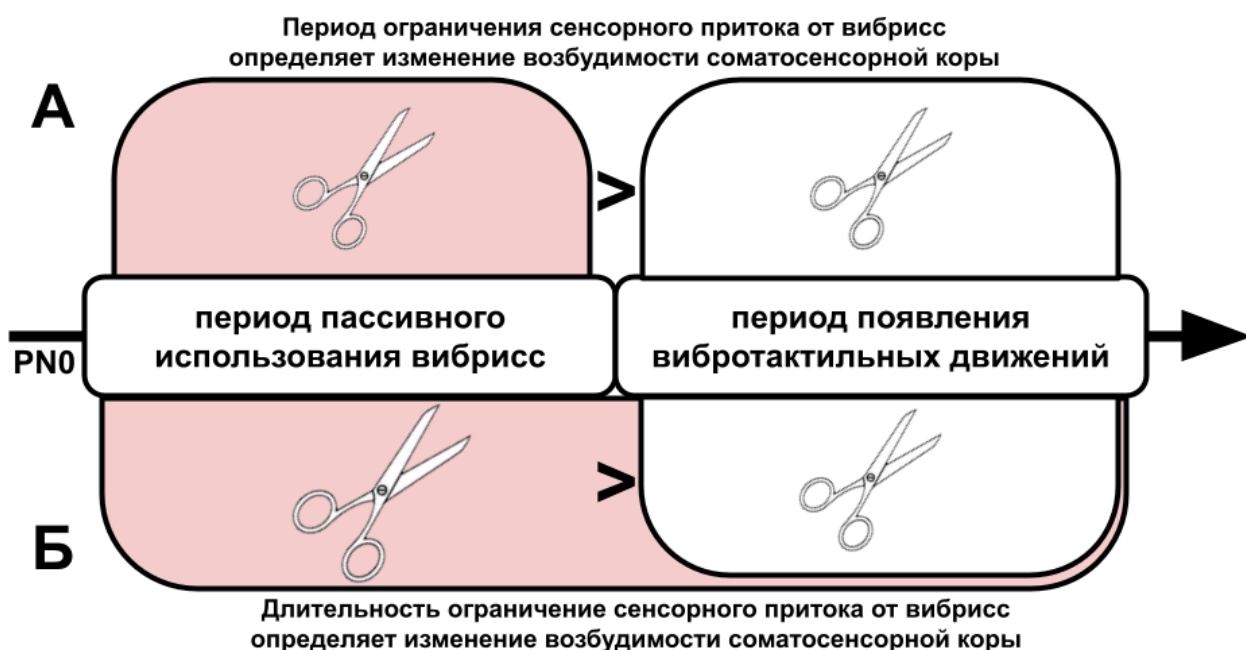 Период ограничения сенсорного притока от вибрисс
определяет изменение возбудимости соматосенсорной коры
А
>
период пассивного
использования вибрисс
период появления
вибротактильных движений
PN0
>
Б
Длительность ограничение сенсорного притока от вибрисс
определяет изменение возбудимости соматосенсорной коры